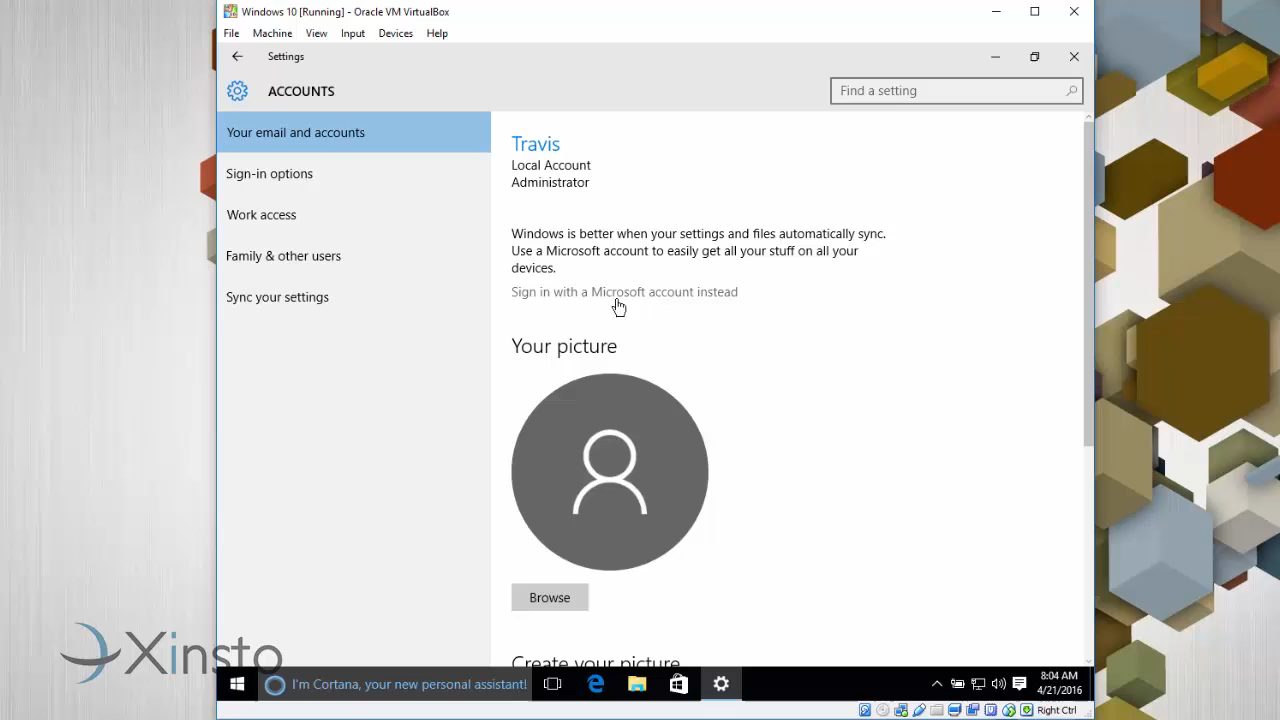 Windows 10 [Running] - Oracle VM VirtualBox
File Machine View Input Devices Help
Settings
ACCOUNTS
Find a setting
Your email and accounts
Sign-in options
Work access
Family & other users
Sync your settings
Travis
Local Account
Administrator
Windows is better when your settings and files automatically sync.
Use a Microsoft account to easily get all your stuff on all your
devices.
Sign in with a Microsoft account instead
Your picture
Browse
Create your picture
Xinsto
I'm Cortana, your new personal assistant!
8:04 AM
4/21/2016
Right Ctrl